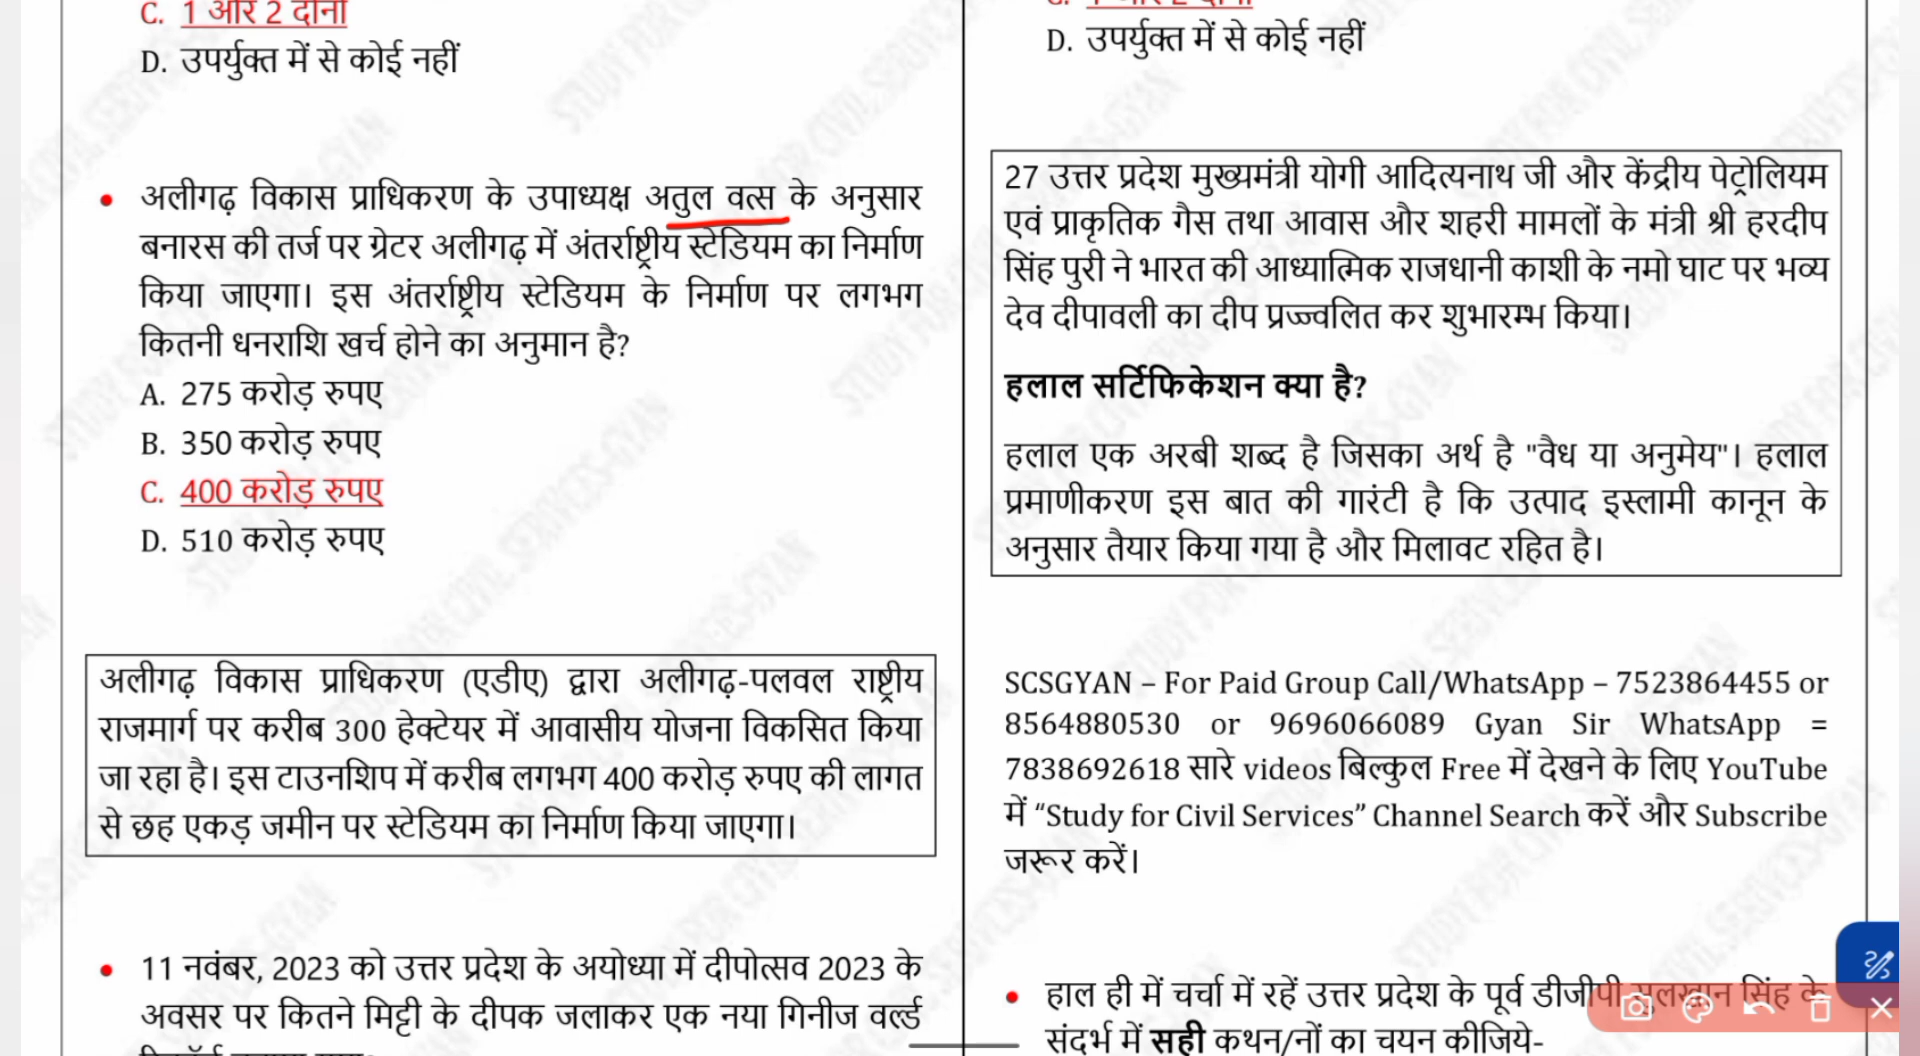 C. 1 और 2 दोनों
D. उपर्युक्त में से कोई नहीं
• अलीगढ़ विकास प्राधिकरण के उपाध्यक्ष अतुल वत्स के अनुसार
बनारस की तर्ज पर ग्रेटर अलीगढ़ में अंतर्राष्ट्रीय स्टेडियम का निर्माण
किया जाएगा। इस अंतर्राष्ट्रीय स्टेडियम के निर्माण पर लगभग
कितनी धनराशि खर्च होने का अनुमान है?
A. 275 करोड़ रुपए
B. 350 करोड़ रुपए
C. 400 करोड़ रुपए
D. 510 करोड़ रुपए
अलीगढ़ विकास प्राधिकरण (एडीए) द्वारा अलीगढ़-पलवल राष्ट्रीय
राजमार्ग पर करीब 300 हेक्टेयर में आवासीय योजना विकसित किया
जा रहा है। इस टाउनशिप में करीब लगभग 400 करोड़ रुपए की लागत
से छह एकड़ जमीन पर स्टेडियम का निर्माण किया जाएगा।
• 11 नवंबर, 2023 को उत्तर प्रदेश के अयोध्या में दीपोत्सव 2023 के
अवसर पर कितने मिट्टी के दीपक जलाकर एक नया गिनीज वर्ल्ड
D. उपर्युक्त में से कोई नहीं
27 उत्तर प्रदेश मुख्यमंत्री योगी आदित्यनाथ जी और केंद्रीय पेट्रोलियम
एवं प्राकृतिक गैस तथा आवास और शहरी मामलों के मंत्री श्री हरदीप
सिंह पुरी ने भारत की आध्यात्मिक राजधानी काशी के नमो घाट पर भव्य
देव दीपावली का दीप प्रज्ज्वलित कर शुभारम्भ किया।
हलाल सर्टिफिकेशन क्या है?
हलाल एक अरबी शब्द है जिसका अर्थ है "वैध या अनुमेय"। हलाल
प्रमाणीकरण इस बात की गारंटी है कि उत्पाद इस्लामी कानून के
अनुसार तैयार किया गया है और मिलावट रहित है।
SCSGYAN – For Paid Group Call/WhatsApp – 7523864455 or
8564880530 or 9696066089 Gyan Sir WhatsApp =
7838692618 सारे videos बिल्कुल Free में देखने के लिए YouTube
में “Study for Civil Services” Channel Search करें और Subscribe
जरूर करें।
• हाल ही में चर्चा में रहें उत्तर प्रदेश के पूर्व डीजीपी सुलखान सिंह के
संदर्भ में सही कथन/नों का चयन कीजिये-